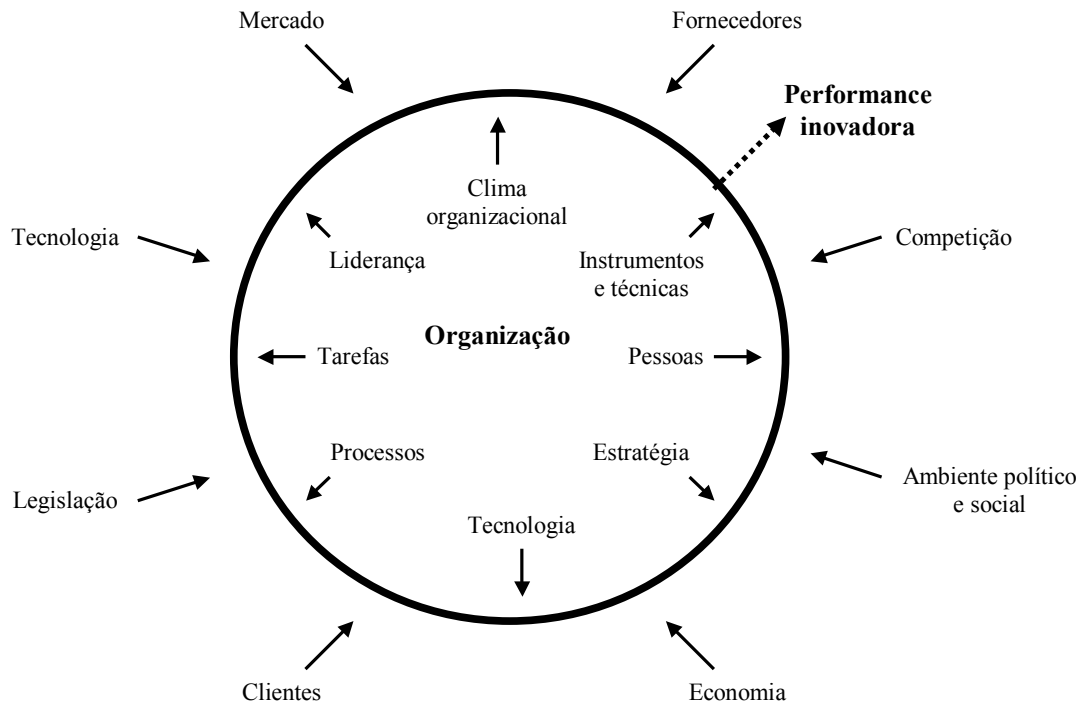 Mercado
Fornecedores
Performance
inovadora
Clima
organizacional
Tecnologia
Competição
Liderança
Instrumentos
e técnicas
Organização
Tarefas
Pessoas
Processos
Estratégia
Legislação
Ambiente político
e social
Tecnologia
Clientes
Economia